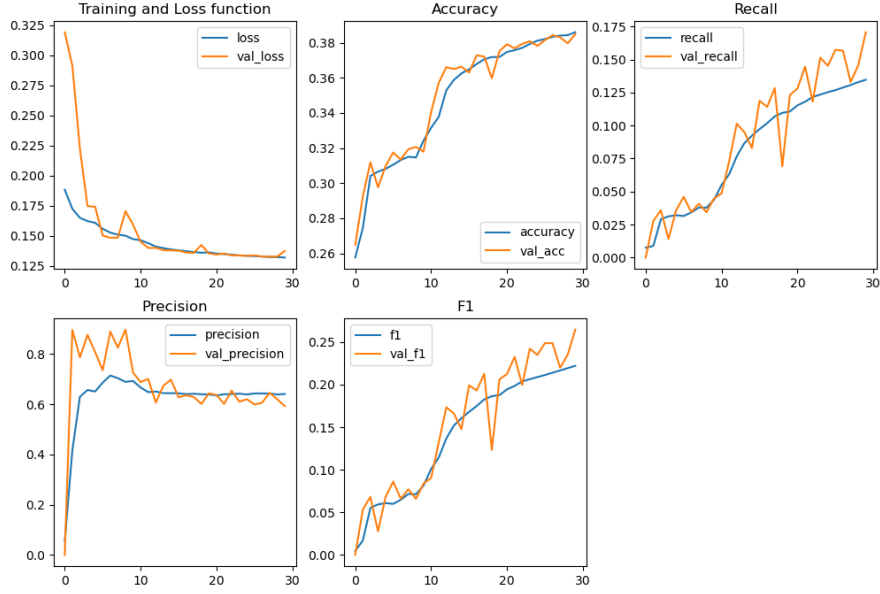 Training and Loss function
0.325
0.300
0.275
0.250
0.225
0.200
0.175
0.150
0.125
loss
val_loss
0 10 20 30
Accuracy
0.38
0.36
0.34
0.32
0.30
0.28
0.26
accuracy
val_acc
0 10 20 30
Recall
0.175
0.150
0.125
0.100
0.075
0.050
0.025
0.000
recall
val_recall
0 10 20 30
Precision
0.8
0.6
0.4
0.2
0.0
precision
val_precision
0 10 20 30
F1
0.25
0.20
0.15
0.10
0.05
0.00
f1
val_f1
0 10 20 30